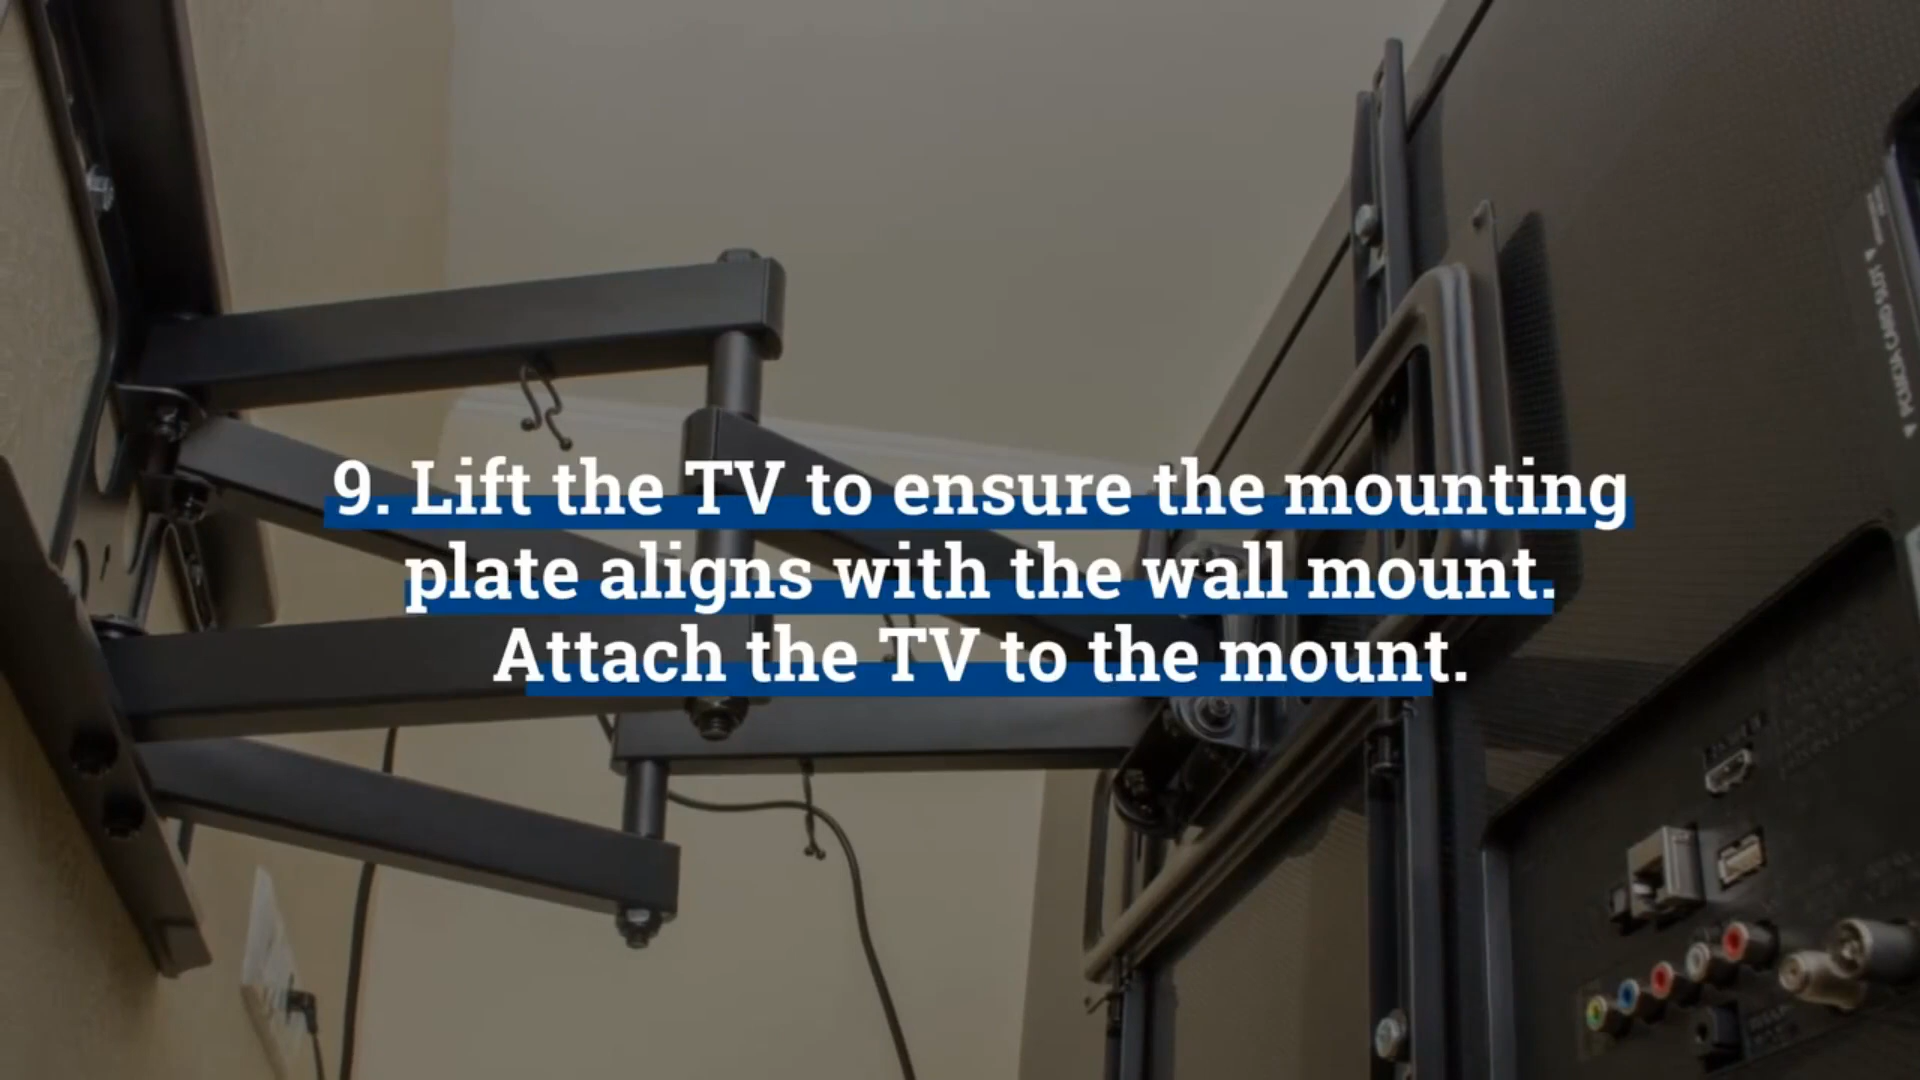 9. Lift the TV to ensure the mounting
plate aligns with the wall mount.
Attach the TV to the mount.